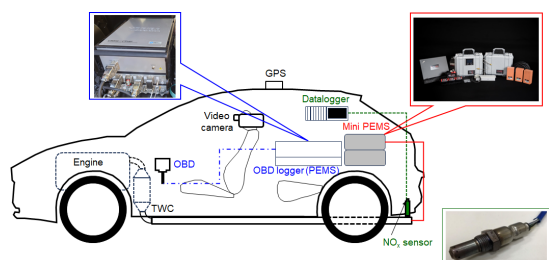 GPS
Datalogger
Video
camera
Mini PEMS
Engine
OBD
OBD logger (PEMS)
TWC
NOx sensor